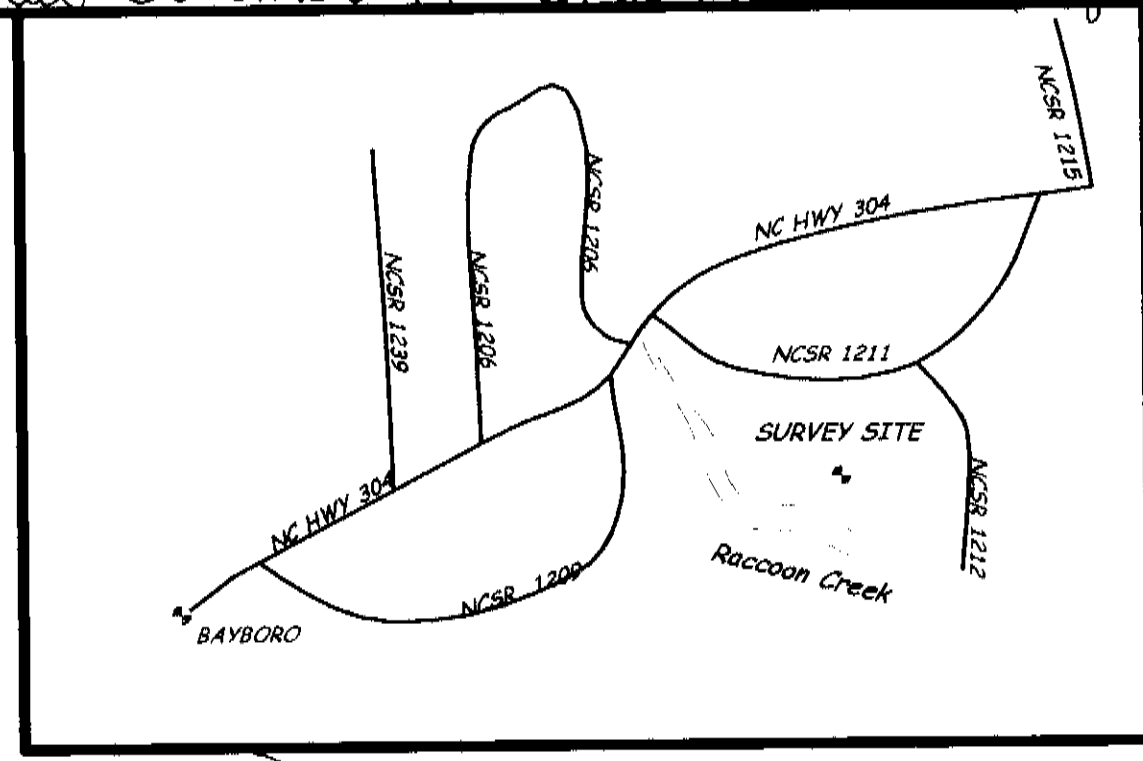 NCSR 1215
NCSR 1206
NC HWY 304
NCSR 1239
NCSR 1206
NCSR 1211
SURVEY SITE
NC HWY 304
NCSR 1212
Raccoon Creek
NCSR 1200
BAYBORO